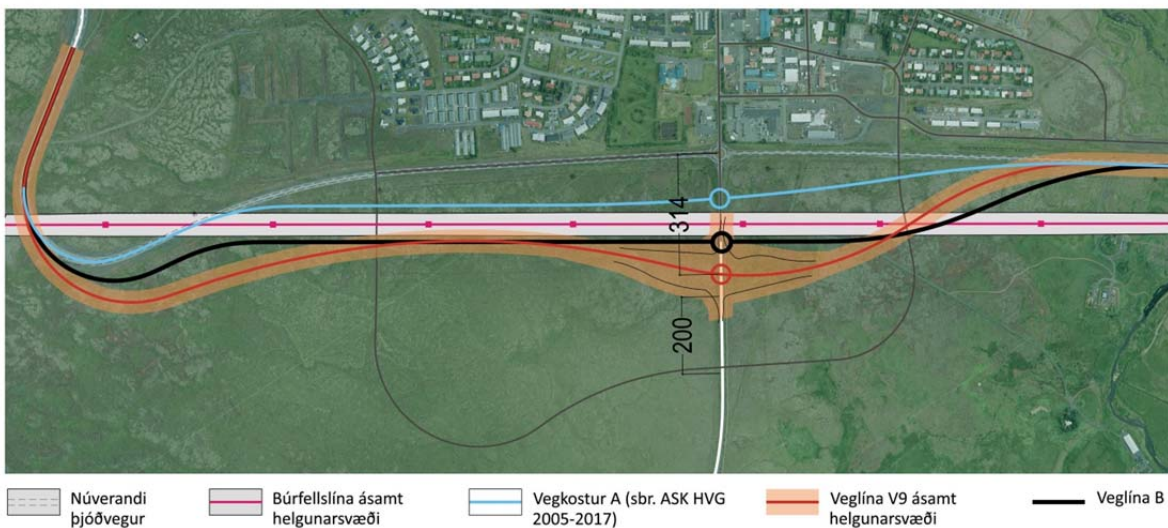 314
200
Núverandi
þjóðvegur
Búrfellslína ásamt
helgunarsvæði
Vegkostur A (sbr. ASK HVG
2005-2017)
Veglína V9 ásamt
helgunarsvæði
Veglína B